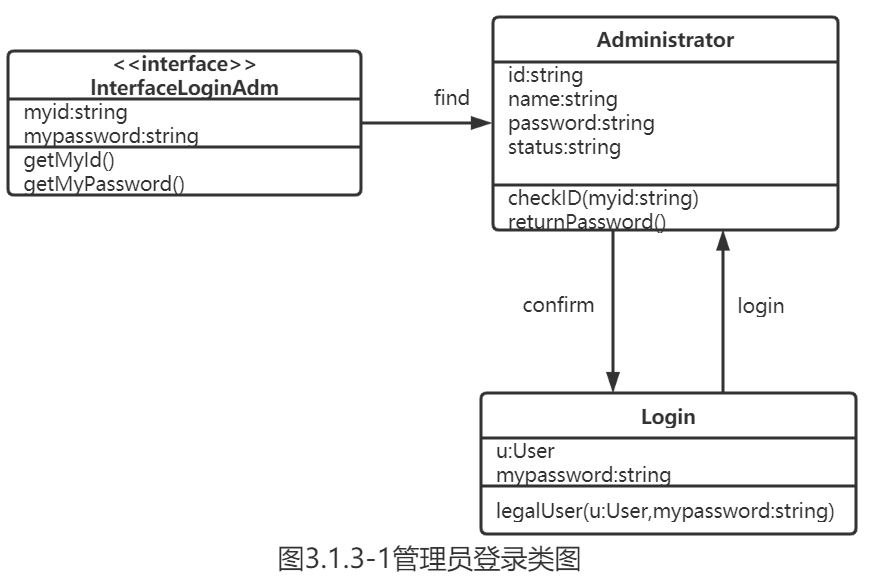 <<interface>>
InterfaceLoginAdm
myid:string
mypassword:string
getMyId()
getMyPassword()
find
Administrator
id:string
name:string
password:string
status:string
checkID(myid:string)
returnPassword()
confirm
login
Login
u:User
mypassword:string
legalUser(u:User,mypassword:string)
图3.1.3-1管理员登录类图